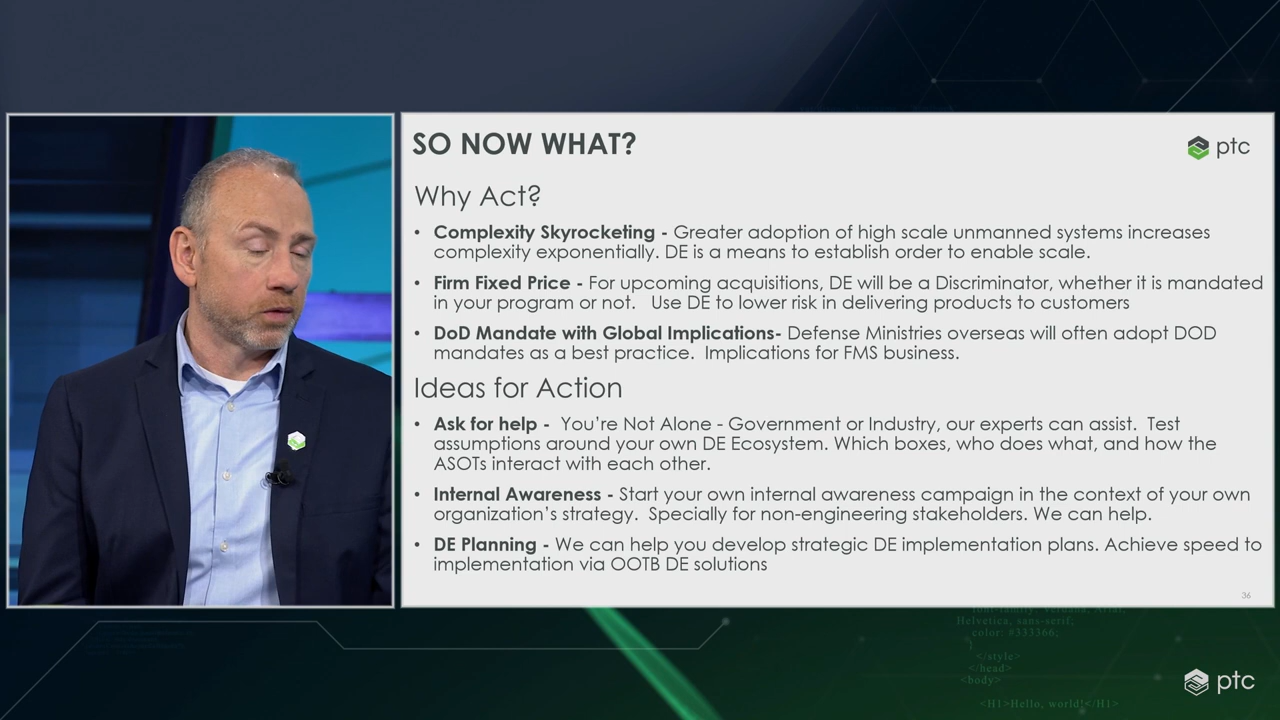 SO NOW WHAT?
ptc
Why Act?
• Complexity Skyrocketing - Greater adoption of high scale unmanned systems increases
complexity exponentially. DE is a means to establish order to enable scale.
• Firm Fixed Price - For upcoming acquisitions, DE will be a Discriminator, whether it is mandated
in your program or not. Use DE to lower risk in delivering products to customers
• DoD Mandate with Global Implications- Defense Ministries overseas will often adopt DOD
mandates as a best practice. Implications for FMS business.
Ideas for Action
• Ask for help - You're Not Alone - Government or Industry, our experts can assist. Test
assumptions around your own DE Ecosystem. Which boxes, who does what, and how the
ASOTs interact with each other.
• Internal Awareness - Start your own internal awareness campaign in the context of your own
organization's strategy. Specially for non-engineering stakeholders. We can help.
• DE Planning - We can help you develop strategic DE implementation plans. Achieve speed to
implementation via OOTB DE solutions
36
Helvetica, sans-serif;
color: #333366;
}
</style>
</head>
<body>
<H1>Hello, world!</H1>
ptc